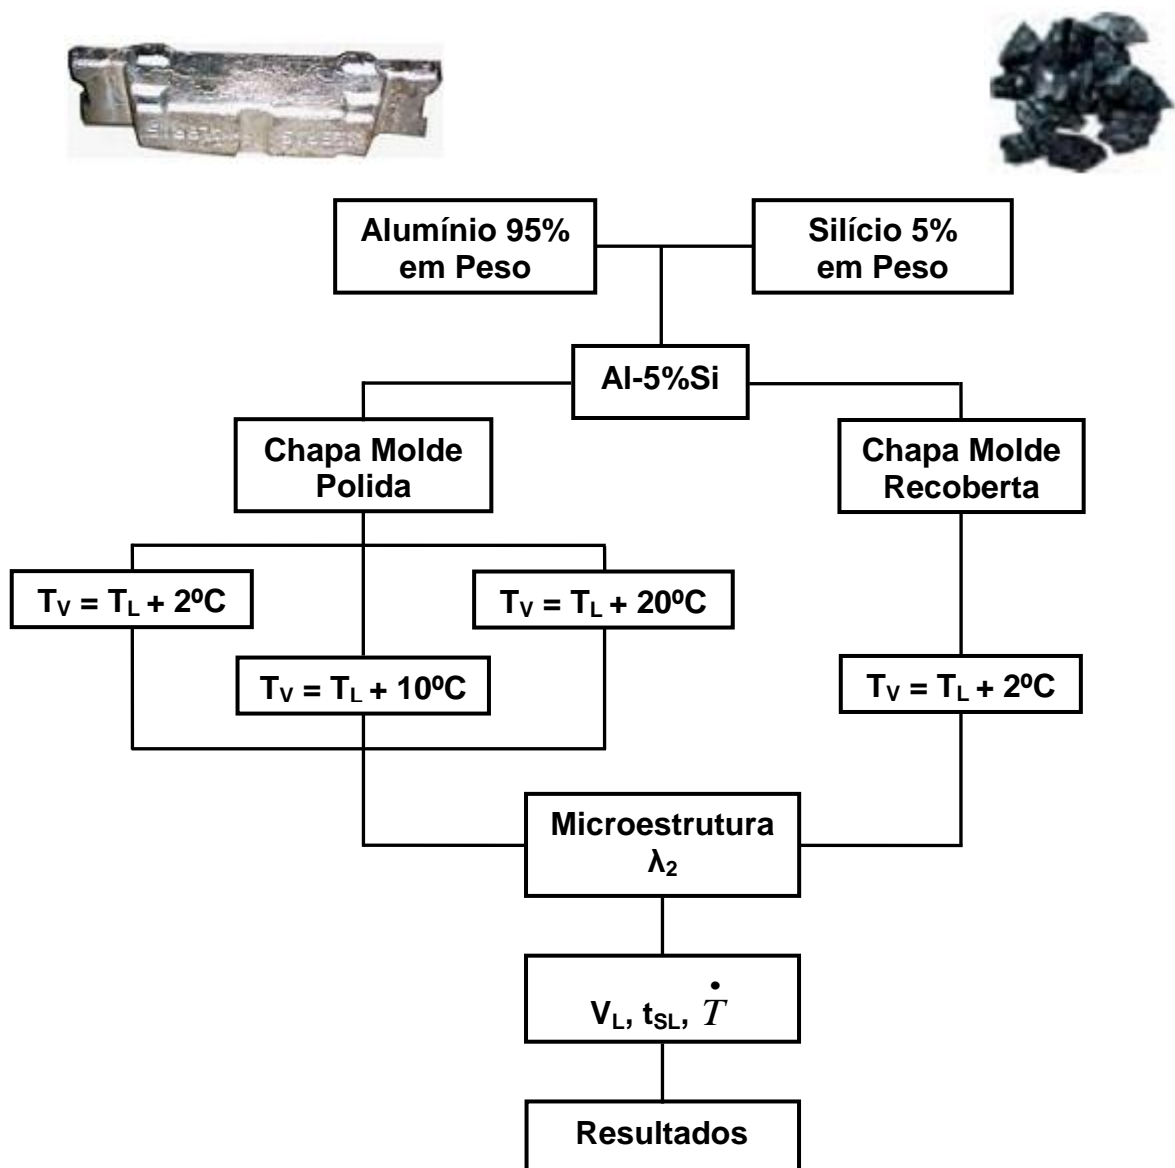 Alumínio 95%
em Peso
Silício 5%
em Peso
Al-5%Si
Chapa Molde
Polida
Chapa Molde
Recoberta
T_V = T_L + 2ºC
T_V = T_L + 20ºC
T_V = T_L + 10ºC
T_V = T_L + 2ºC
Microestrutura
λ₂
V_L, t_SL, Ṫ
Resultados